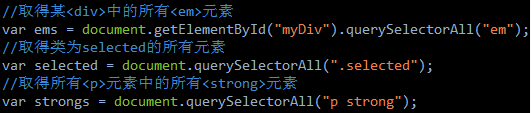 //取得某<div>中的所有<em>元素
var ems = document.getElementById("myDiv").querySelectorAll("em");
//取得类为selected的所有元素
var selected = document.querySelectorAll(".selected");
//取得所有<p>元素中的所有<strong>元素
var strongs = document.querySelectorAll("p strong");